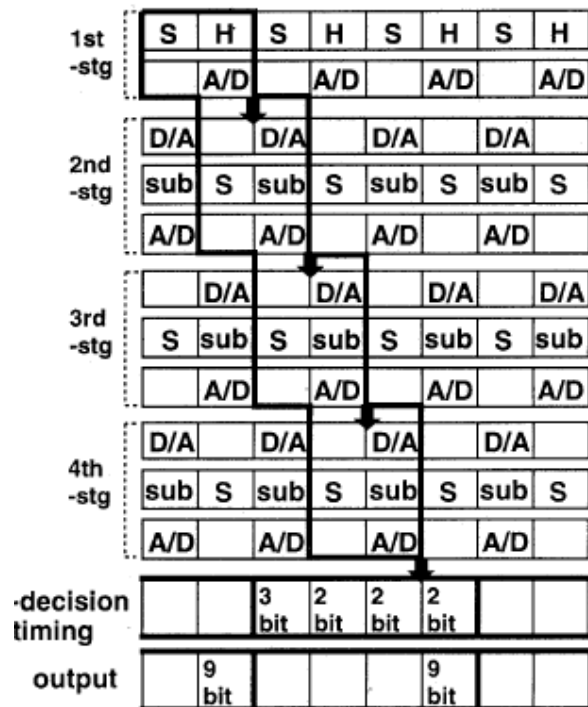 1st -stg
S H S H S H S H
A/D A/D A/D A/D
2nd -stg
D/A D/A D/A D/A
sub S sub S sub S sub S
A/D A/D A/D A/D
3rd -stg
D/A D/A D/A D/A
S sub S sub S sub S sub
A/D A/D A/D A/D
4th -stg
D/A D/A D/A D/A
sub S sub S sub S sub S
A/D A/D A/D A/D
-decision timing
3 bit 2 bit 2 bit 2 bit
output
9 bit 9 bit